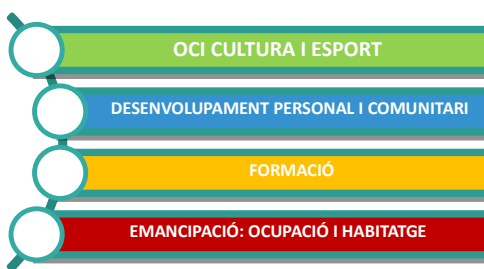 OCI CULTURA I ESPORT
DESENVOLUPAMENT PERSONAL I COMUNITARI
FORMACIÓ
EMANCIPACIÓ: OCUPACIÓ I HABITATGE